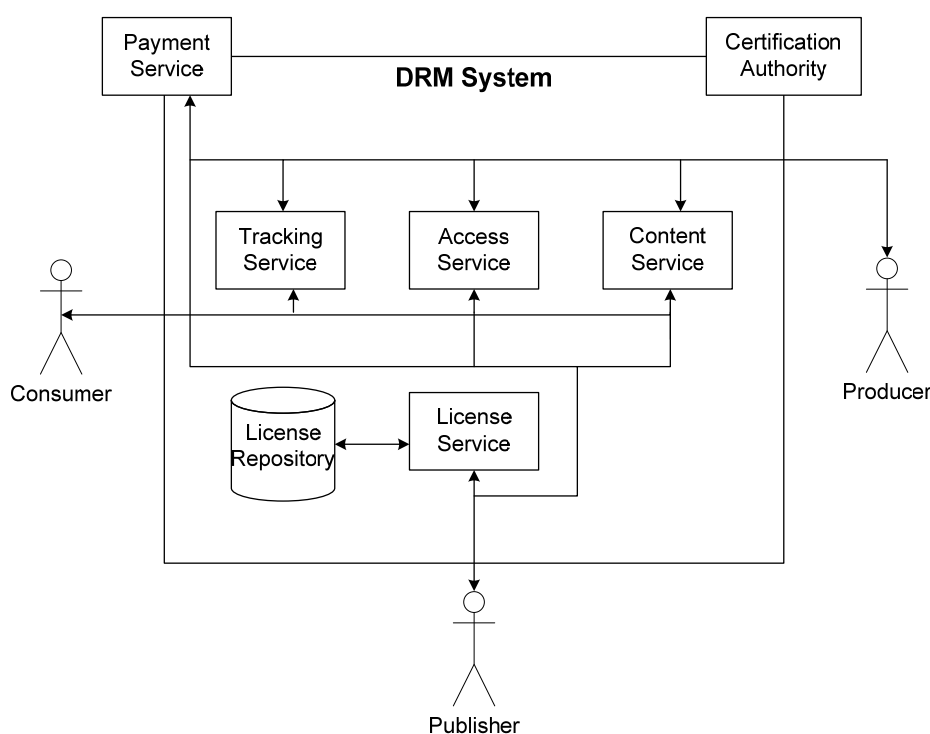 Payment
Service
DRM System
Certification
Authority
Tracking
Service
Access
Service
Content
Service
Consumer
Producer
License
Repository
License
Service
Publisher